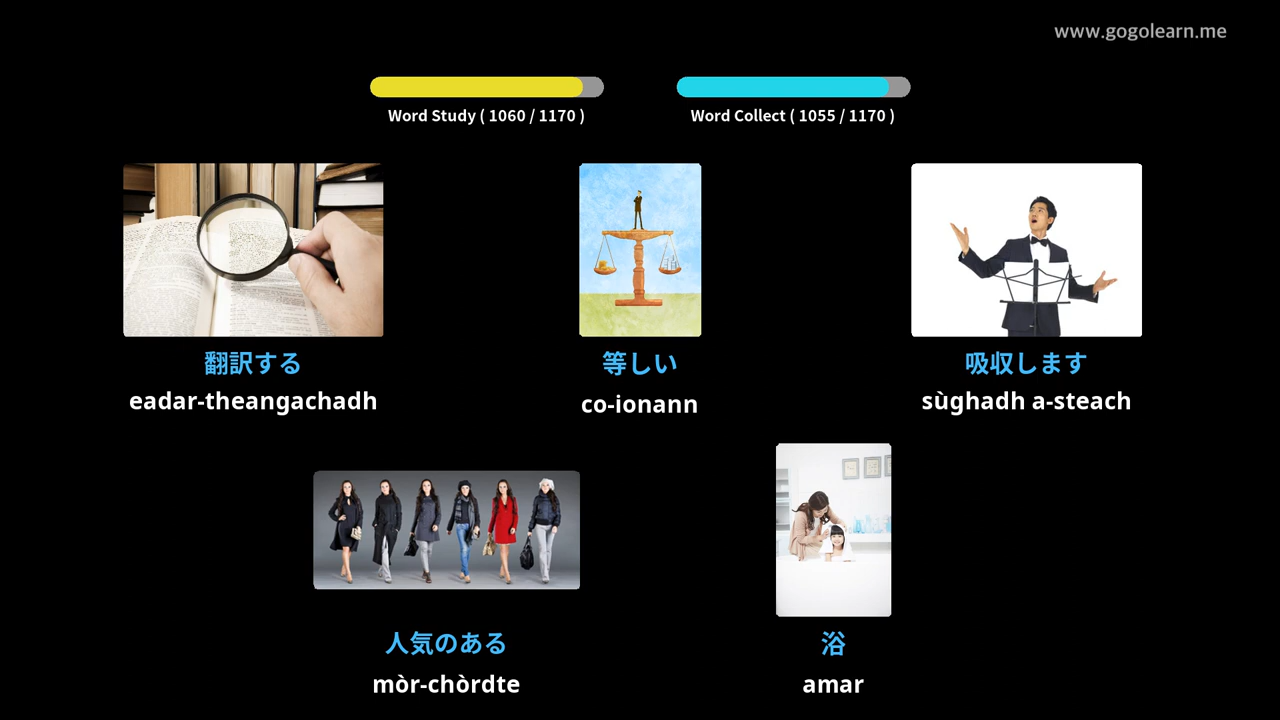 www.gogolearn.me
Word Study ( 1060 / 1170 )
Word Collect ( 1055 / 1170 )
翻訳する
eadar-theangachadh
等しい
co-ionann
吸収します
sùghadh a-steach
人気のある
mòr-chòrdte
浴
amar